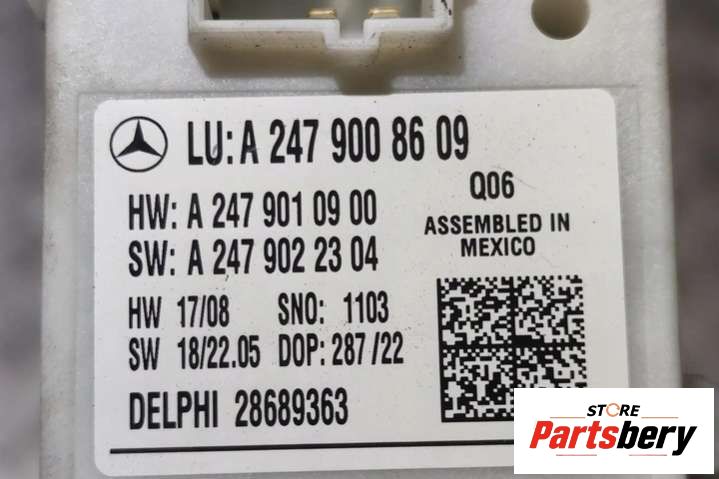 LU: A 247 900 86 09
HW: A 247 901 09 00
SW: A 247 902 23 04
Q06
ASSEMBLED IN
MEXICO
HW 17/08 SNO: 1103
SW 18/22.05 DOP: 287/22
DELPHI 28689363
STORE
Partsbery